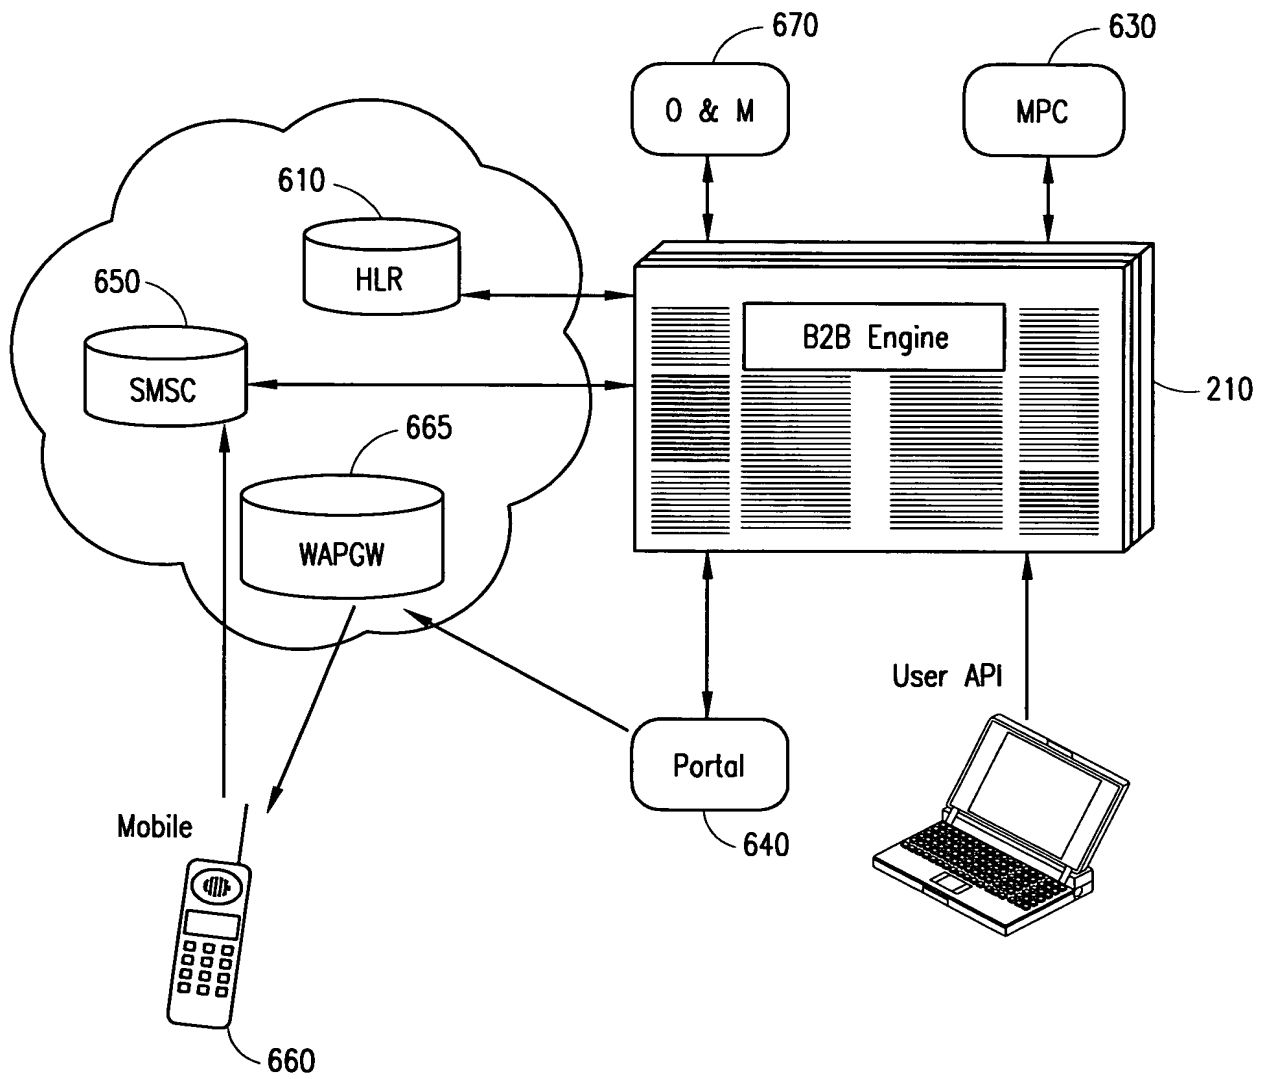 670
630
O & M
MPC
610
HLR
650
B2B Engine
SMSC
210
665
WAPGW
User API
Portal
Mobile
640
660